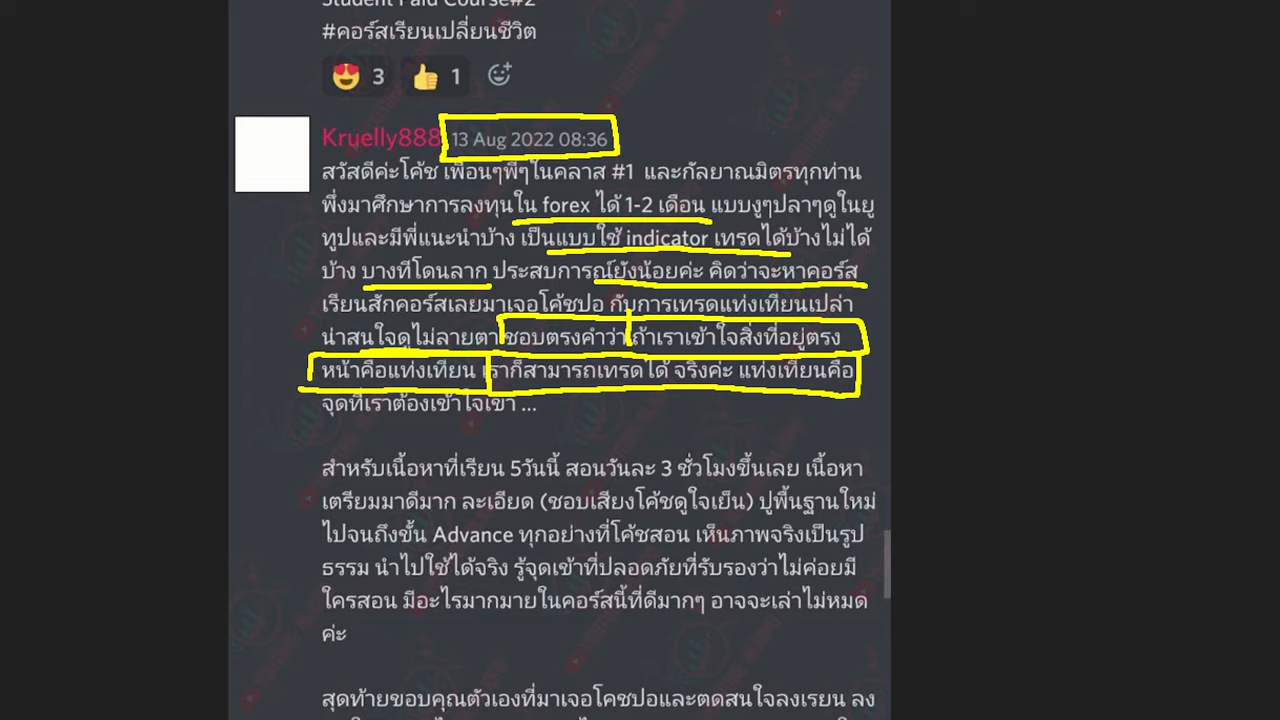 Student Paid Course#2
#คอร์สเรียนเปลี่ยนชีวิต
3 1
Kruelly888 13 Aug 2022 08:36
สวัสดีค่ะโค้ช เพื่อนๆพี่ๆในคลาส #1 และกัลยาณมิตรทุกท่าน
พึ่งมาศึกษาการลงทุนใน forex ได้ 1-2 เดือน แบบงูๆปลาๆดูในยู
ทูปและมีพี่แนะนำบ้าง เป็นแบบใช้ indicator เทรดได้บ้างไม่ได้
บ้าง บางทีโดนลาก ประสบการณ์ยังน้อยค่ะ คิดว่าจะหาคอร์ส
เรียนสักคอร์สเลยมาเจอโค้ชปอ กับการเทรดแท่งเทียนเปล่า
น่าสนใจดูไม่ลายตา ชอบตรงคำว่า ถ้าเราเข้าใจสิ่งที่อยู่ตรง
หน้าคือแท่งเทียน เราก็สามารถเทรดได้ จริงค่ะ แท่งเทียนคือ
จุดที่เราต้องเข้าใจเขา ...
สำหรับเนื้อหาที่เรียน 5วันนี้ สอนวันละ 3 ชั่วโมงขึ้นเลย เนื้อหา
เตรียมมาดีมาก ละเอียด (ชอบเสียงโค้ชดูใจเย็น) ปูพื้นฐานใหม่
ไปจนถึงขั้น Advance ทุกอย่างที่โค้ชสอน เห็นภาพจริงเป็นรูป
ธรรม นำไปใช้ได้จริง รู้จุดเข้าที่ปลอดภัยที่รับรองว่าไม่ค่อยมี
ใครสอน มีอะไรมากมายในคอร์สนี้ที่ดีมากๆ อาจจะเล่าไม่หมด
ค่ะ
สุดท้ายขอบคุณตัวเองที่มาเจอโค้ชปอและตัดสินใจลงเรียน ลง